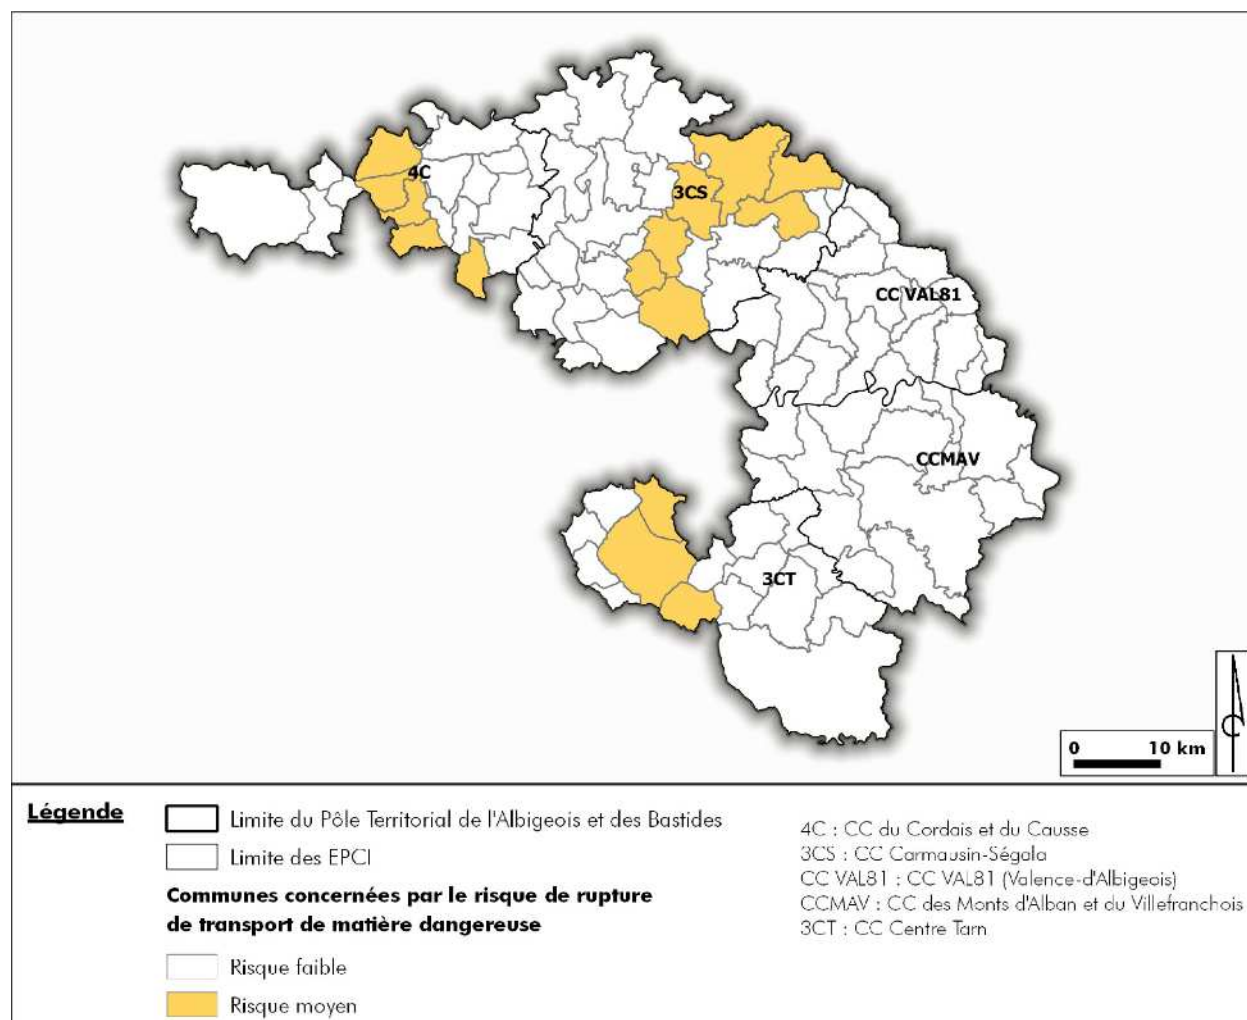 4C
3CS
CC VAL81
CCMAV
3CT
0 10 km
Légende
Limite du Pôle Territorial de l'Albigeois et des Bastides
Limite des EPCI
Communes concernées par le risque de rupture
de transport de matière dangereuse
Risque faible
Risque moyen
4C : CC du Cordais et du Causse
3CS : CC Carmausin-Ségala
CC VAL81 : CC VAL81 (Valence-d'Albigeois)
CCMAV : CC des Monts d'Alban et du Villefranchois
3CT : CC Centre Tarn